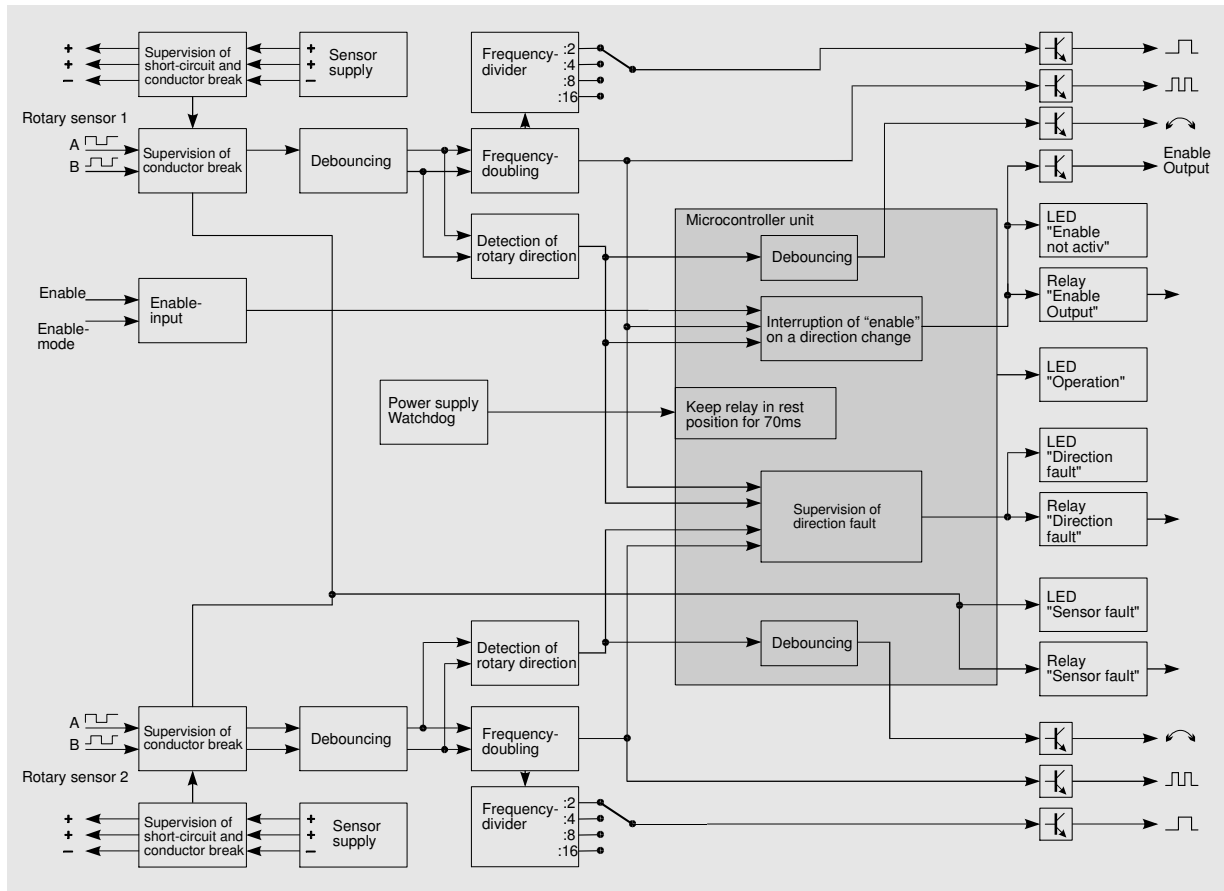 +
+
−
Supervision of
short-circuit and
conductor break
+
+
−
Sensor
supply
Frequency-
divider
:2
:4
:8
:16
Rotary sensor 1
A
B
Supervision of
conductor break
Debouncing
Frequency-
doubling
Enable
Output
Detection of
rotary direction
Microcontroller unit
Debouncing
LED
"Enable
not activ"
Enable
Enable-
mode
Enable-
input
Interruption of “enable”
on a direction change
Relay
"Enable
Output"
LED
"Operation"
Power supply
Watchdog
Keep relay in rest
position for 70ms
LED
"Direction
fault"
Supervision of
direction fault
Relay
"Direction
fault"
LED
"Sensor fault"
Detection of
rotary direction
Debouncing
Relay
"Sensor fault"
A
B
Supervision of
conductor break
Debouncing
Frequency-
doubling
Rotary sensor 2
+
+
−
Supervision of
short-circuit and
conductor break
+
+
−
Sensor
supply
Frequency-
divider
:2
:4
:8
:16